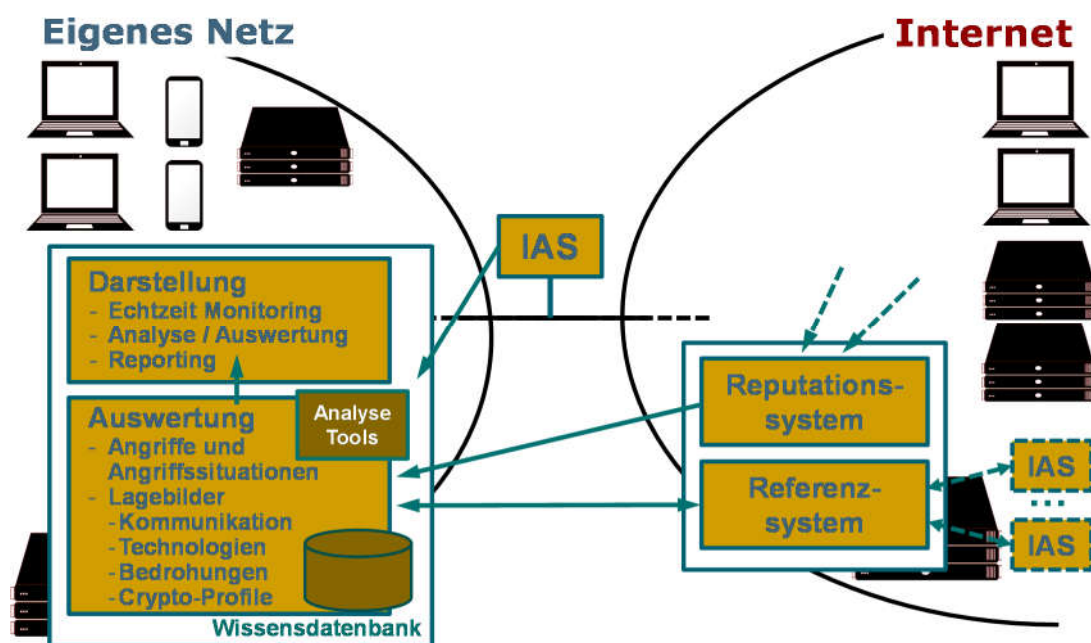 Eigenes Netz
Internet
IAS
Darstellung
- Echtzeit Monitoring
- Analyse / Auswertung
- Reporting
Auswertung
- Angriffe und
Angriffssituationen
- Lagebilder
-Kommunikation
-Technologien
-Bedrohungen
-Crypto-Profile
Analyse
Tools
Wissensdatenbank
Reputations-
system
Referenz-
system
IAS
...
IAS